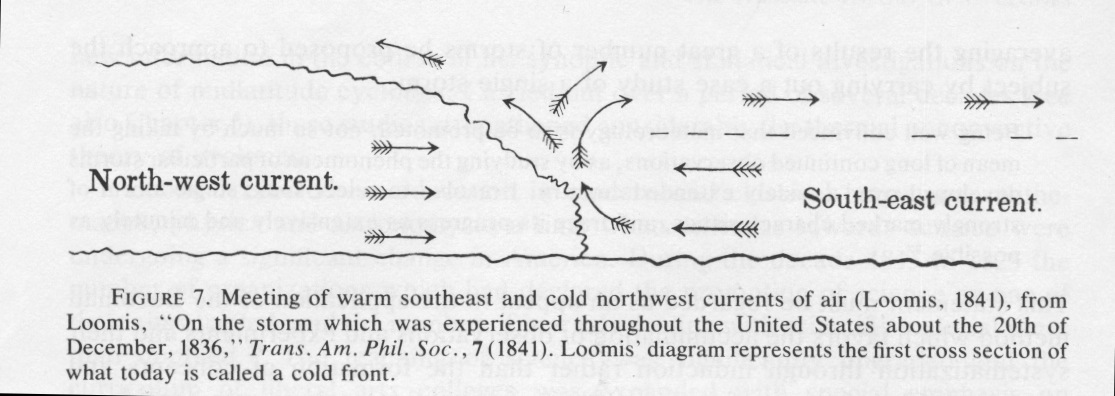 North-west current.
South-east current.
FIGURE 7. Meeting of warm southeast and cold northwest currents of air (Loomis, 1841), from
Loomis, “On the storm which was experienced throughout the United States about the 20th of
December, 1836,” Trans. Am. Phil. Soc., 7 (1841). Loomis’ diagram represents the first cross section of
what today is called a cold front.